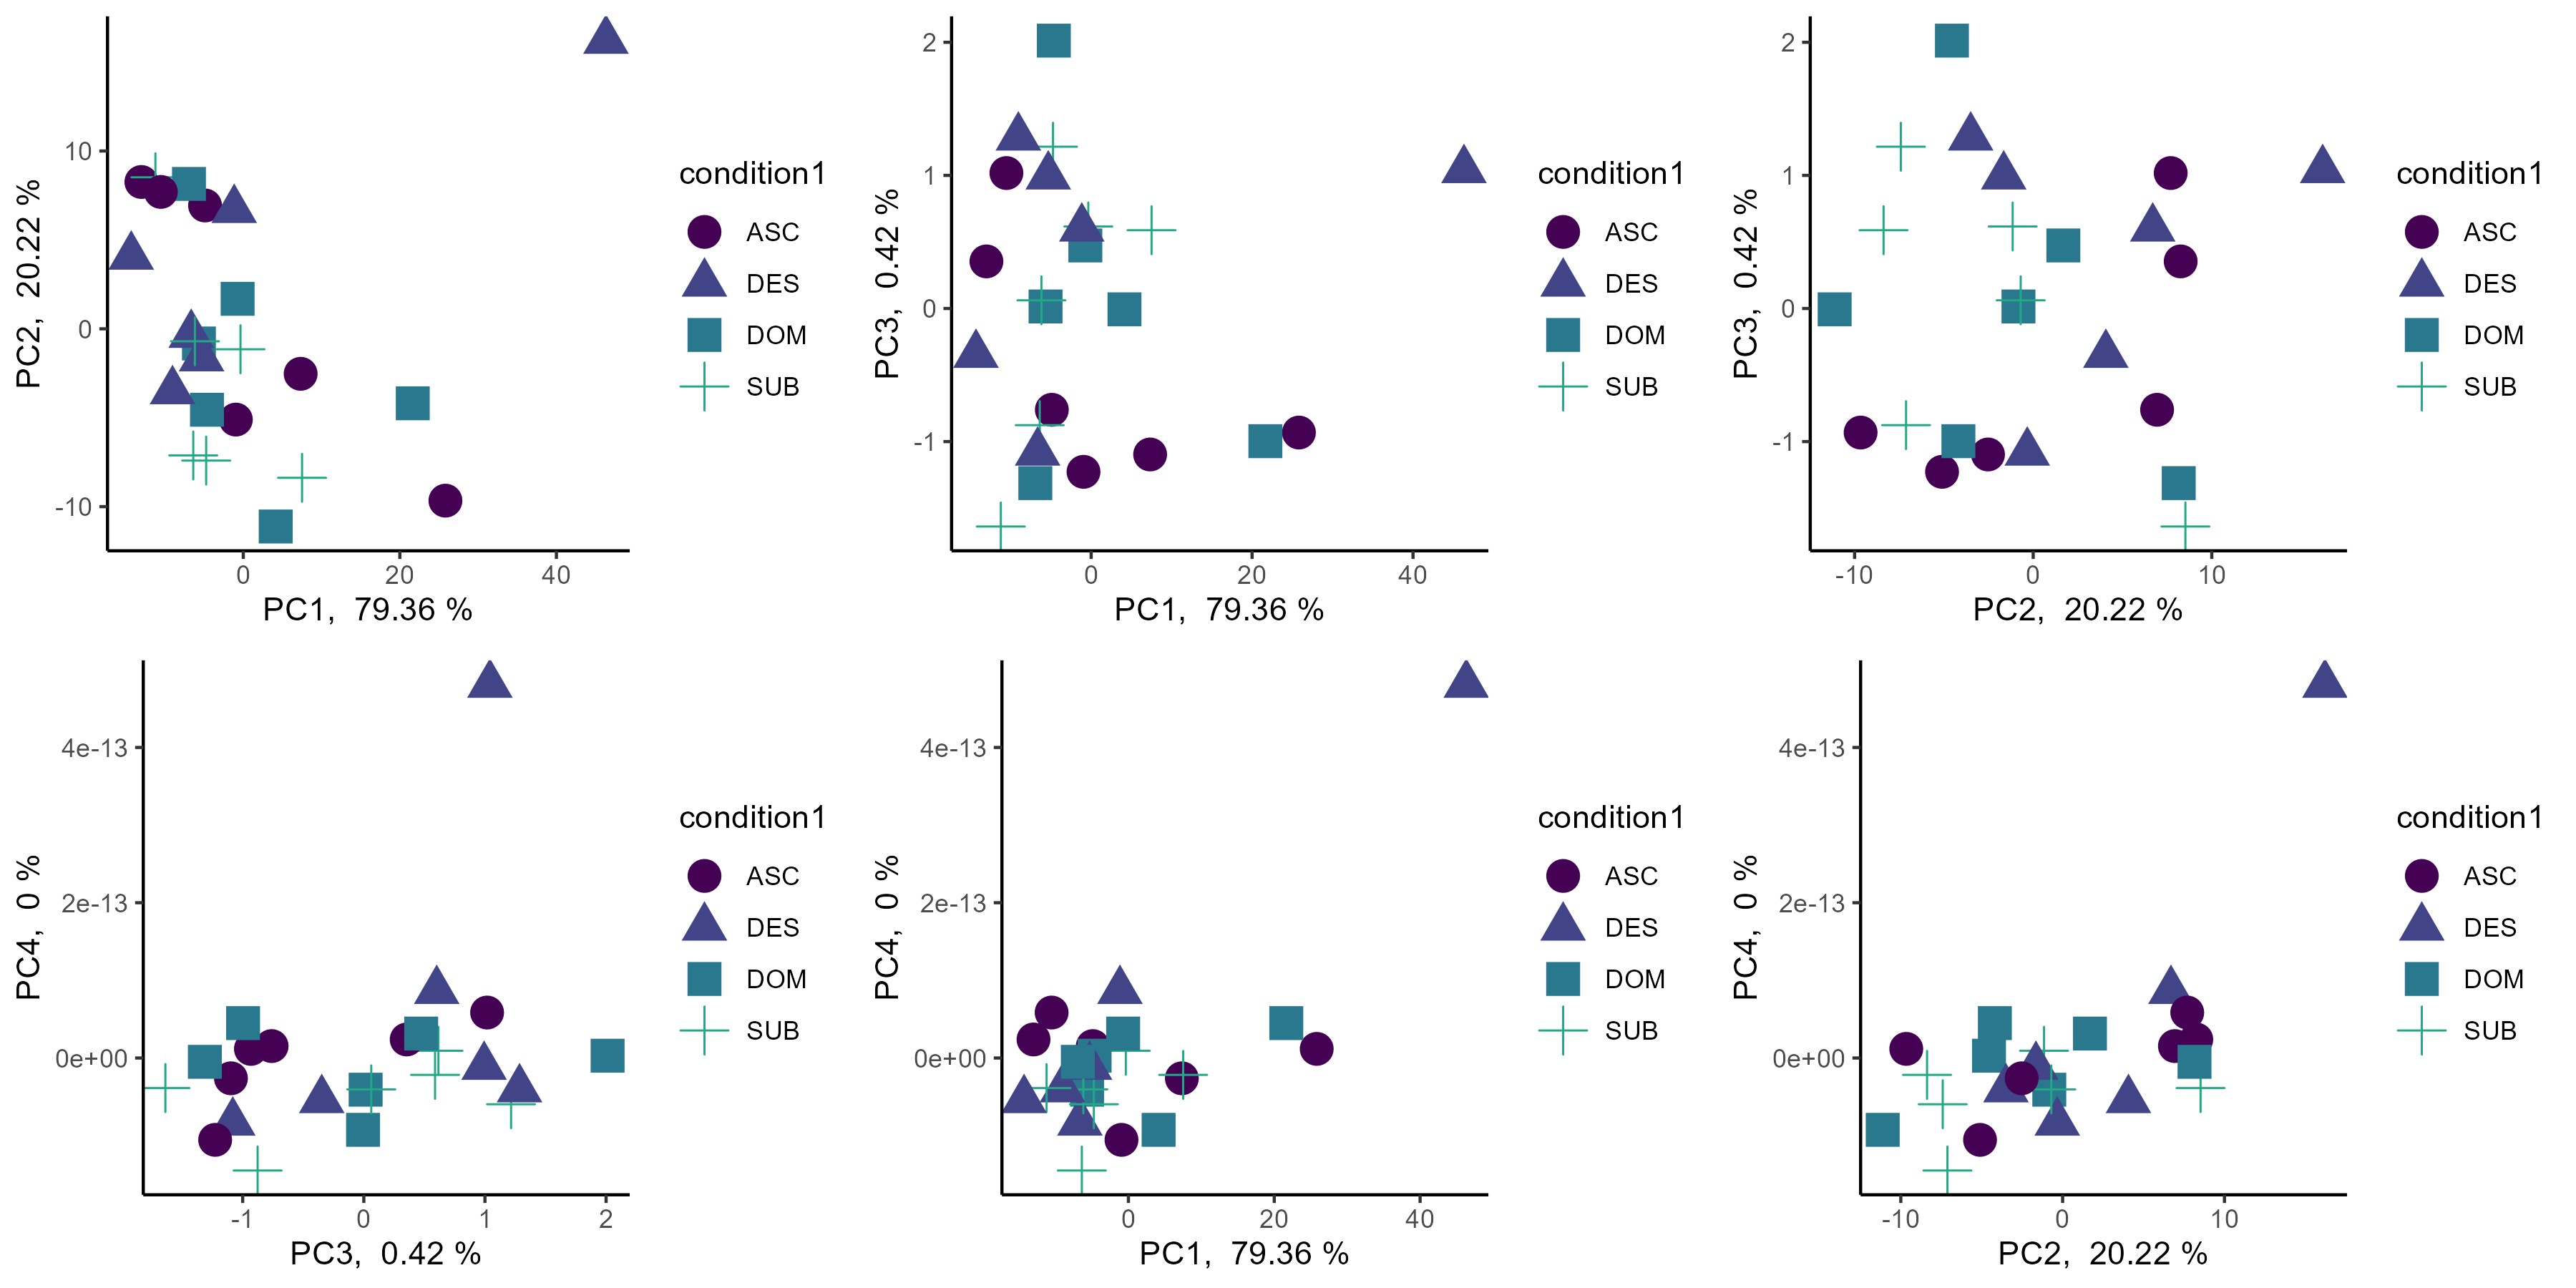 10
0
-10
PC2,  20.22 %
0
20
40
PC1,  79.36 %
condition1
ASC
DES
DOM
SUB
2
1
0
-1
PC3,  0.42 %
0
20
40
PC1,  79.36 %
condition1
ASC
DES
DOM
SUB
2
1
0
-1
PC3,  0.42 %
-10
0
10
PC2,  20.22 %
condition1
ASC
DES
DOM
SUB
4e-13
2e-13
0e+00
PC4,  0 %
-1
0
1
2
PC3,  0.42 %
condition1
ASC
DES
DOM
SUB
4e-13
2e-13
0e+00
PC4,  0 %
0
20
40
PC1,  79.36 %
condition1
ASC
DES
DOM
SUB
4e-13
2e-13
0e+00
PC4,  0 %
-10
0
10
PC2,  20.22 %
condition1
ASC
DES
DOM
SUB